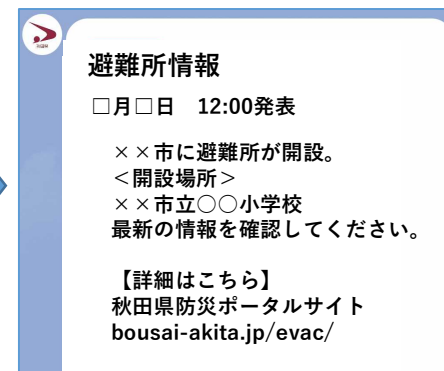 避難所情報
□月□日　12:00発表
××市に避難所が開設。
＜開設場所＞
××市立○○小学校
最新の情報を確認してください。
【詳細はこちら】
秋田県防災ポータルサイト
bousai-akita.jp/evac/